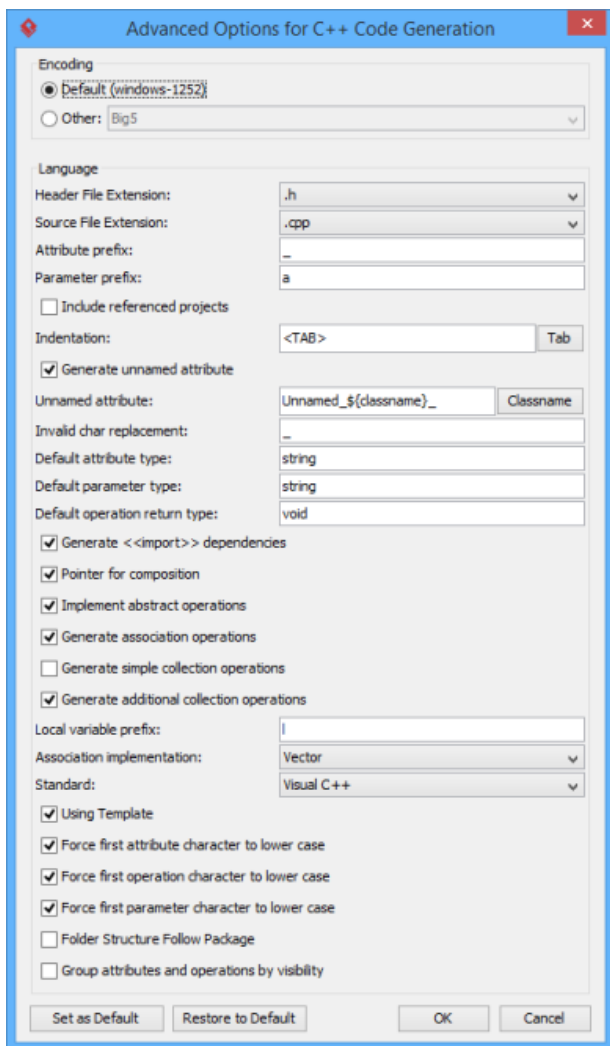 Advanced Options for C++ Code Generation
Encoding
Default (windows-1252)
Other: Big5
Language
Header File Extension: .h
Source File Extension: .cpp
Attribute prefix: _
Parameter prefix: a
Include referenced projects
Indentation: <TAB> Tab
Generate unnamed attribute
Unnamed attribute: Unnamed_${classname}_ Classname
Invalid char replacement: _
Default attribute type: string
Default parameter type: string
Default operation return type: void
Generate <<import>> dependencies
Pointer for composition
Implement abstract operations
Generate association operations
Generate simple collection operations
Generate additional collection operations
Local variable prefix: l
Association implementation: Vector
Standard: Visual C++
Using Template
Force first attribute character to lower case
Force first operation character to lower case
Force first parameter character to lower case
Folder Structure Follow Package
Group attributes and operations by visibility
Set as Default Restore to Default OK Cancel